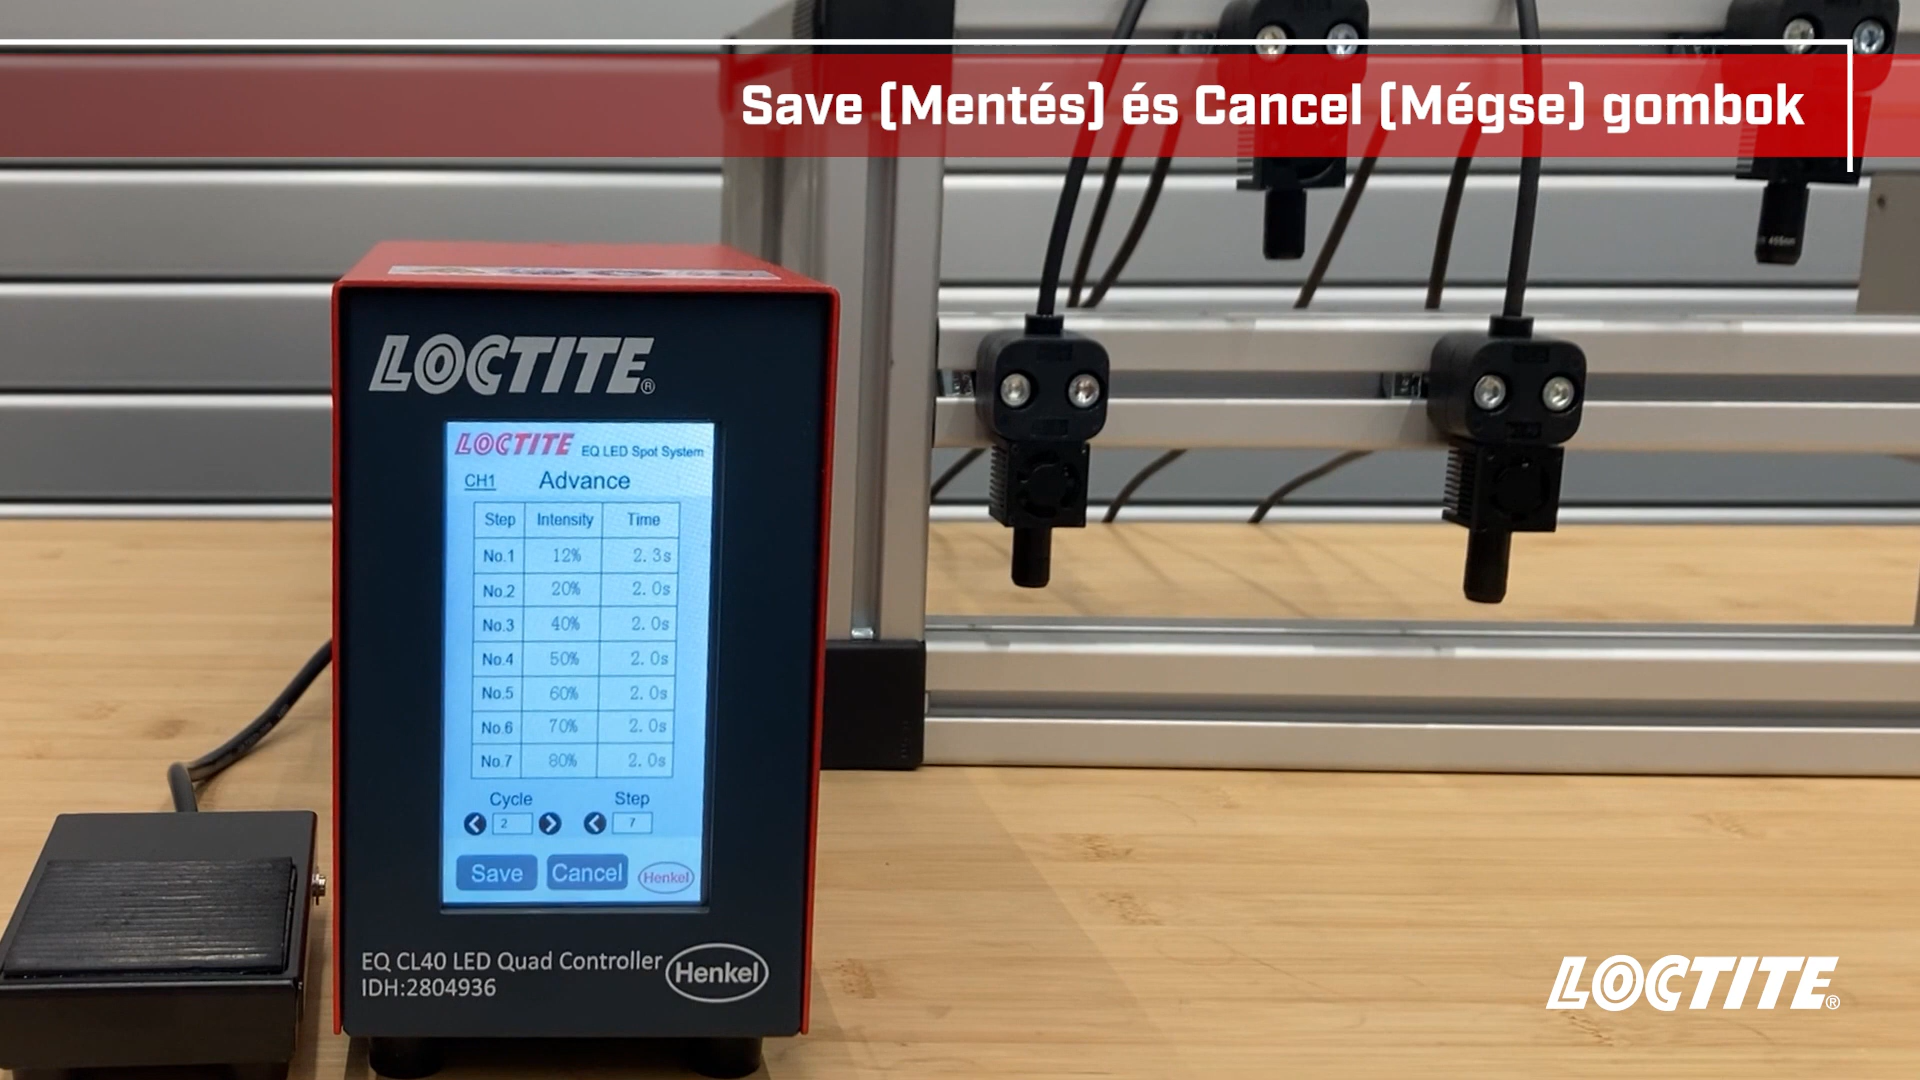 Save (Mentés) és Cancel (Mégse) gombok
455nm
LOCTITE®
LOCTITE EQ LED Spot System
CH1 Advance
Step Intensity Time
No.1 12% 2.3s
No.2 20% 2.0s
No.3 40% 2.0s
No.4 50% 2.0s
No.5 60% 2.0s
No.6 70% 2.0s
No.7 80% 2.0s
Cycle Step
2 7
Save Cancel Henkel
EQ CL40 LED Quad Controller
IDH:2804936
Henkel
LOCTITE®